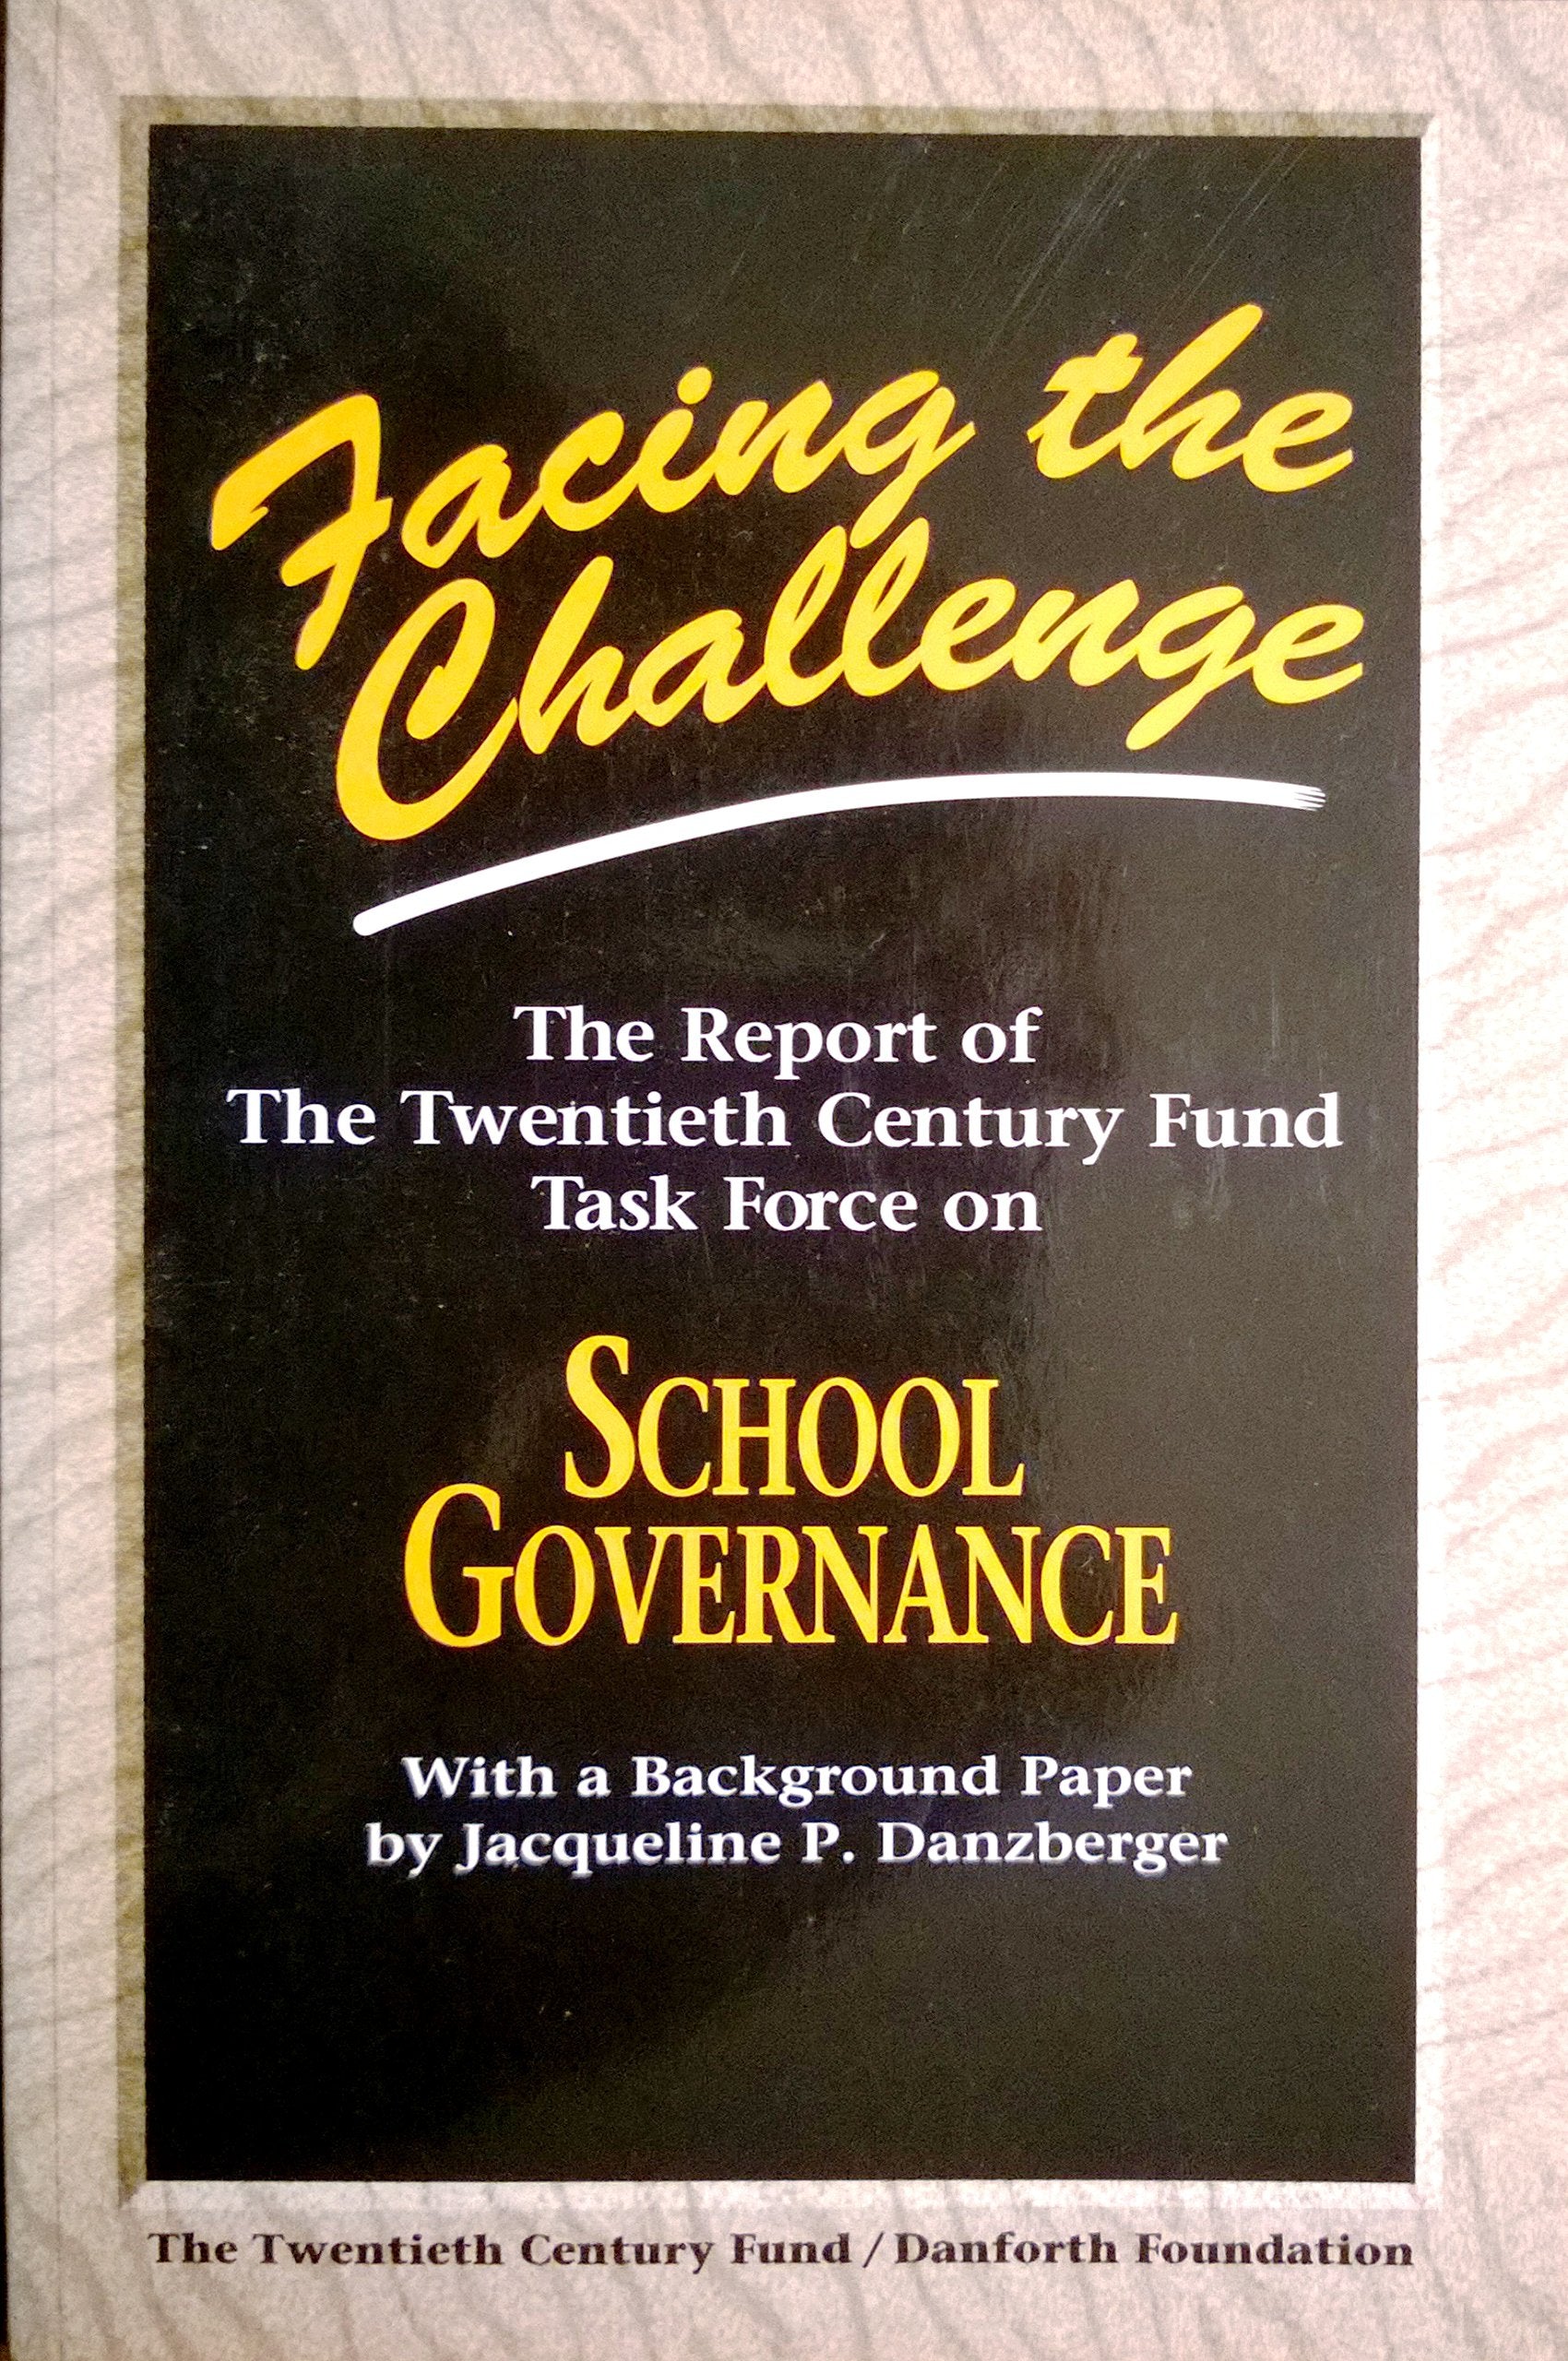 Facing the
Challenge
The Report of
The Twentieth Century Fund
Task Force on
SCHOOL
GOVERNANCE
With a Background Paper
by Jacqueline P. Danzberger
The Twentieth Century Fund / Danforth Foundation